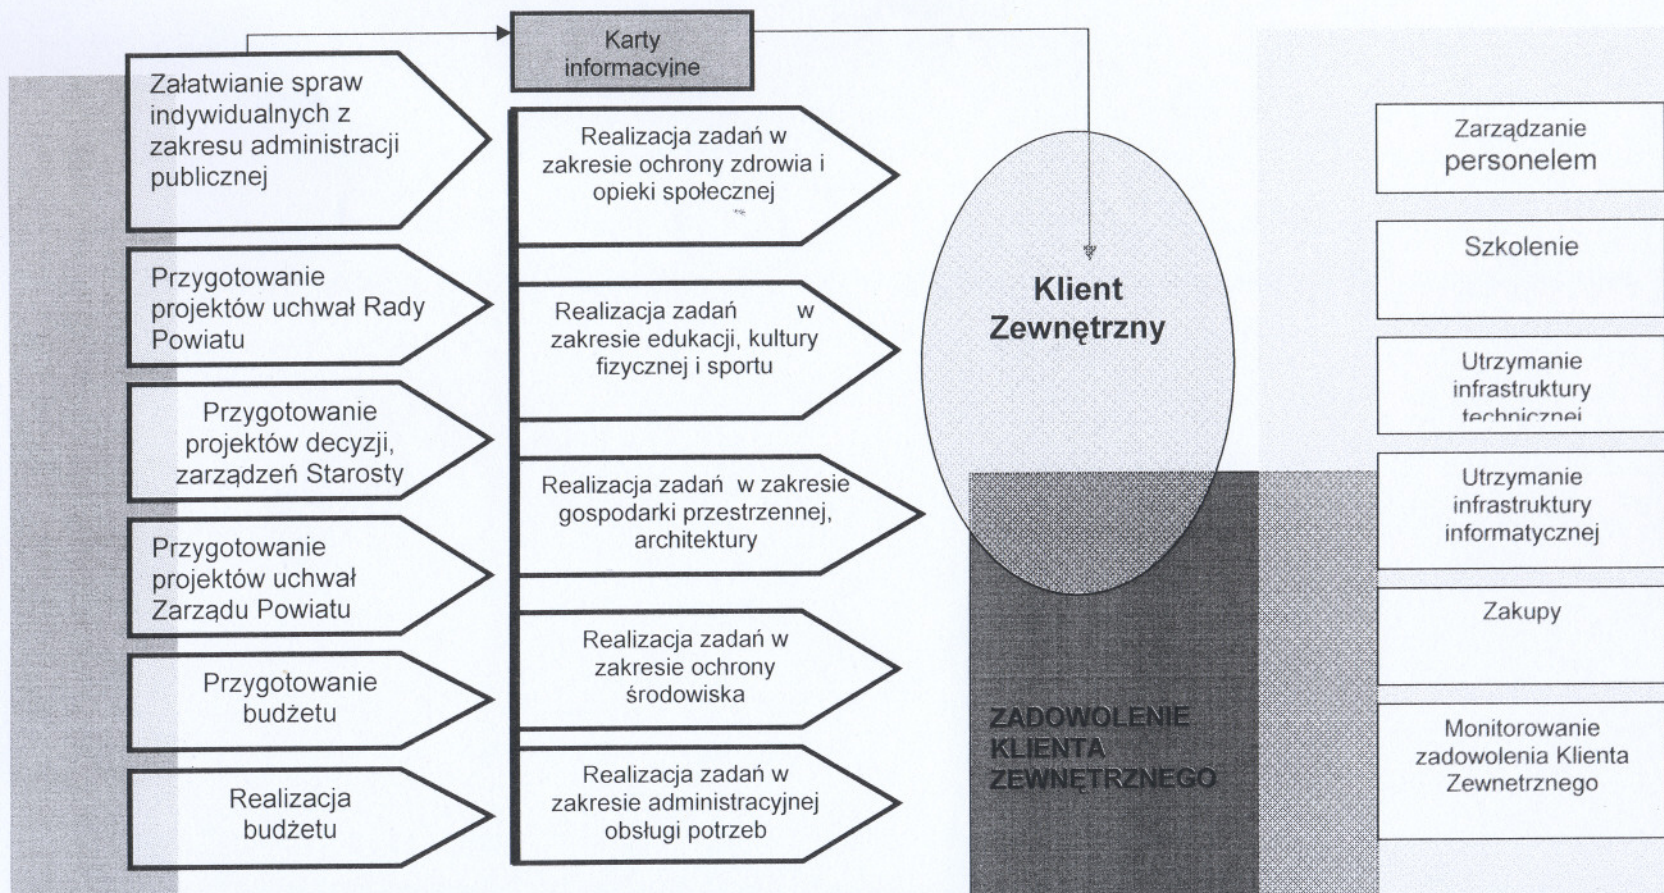 Karty
informacyjne
Załatwianie spraw
indywidualnych z
zakresu administracji
publicznej
Przygotowanie
projektów uchwał Rady
Powiatu
Przygotowanie
projektów decyzji,
zarządzeń Starosty
Przygotowanie
projektów uchwał
Zarządu Powiatu
Przygotowanie
budżetu
Realizacja
budżetu
Realizacja zadań w
zakresie ochrony zdrowia i
opieki społecznej
Realizacja zadań w
zakresie edukacji, kultury
fizycznej i sportu
Realizacja zadań w zakresie
gospodarki przestrzennej,
architektury
Realizacja zadań w
zakresie ochrony
środowiska
Realizacja zadań w
zakresie administracyjnej
obsługi potrzeb
Klient
Zewnętrzny
ZADOWOLENIE
KLIENTA
ZEWNĘTRZNEGO
Zarządzanie
personelem
Szkolenie
Utrzymanie
infrastruktury
technicznej
Utrzymanie
infrastruktury
informatycznej
Zakupy
Monitorowanie
zadowolenia Klienta
Zewnetrznego